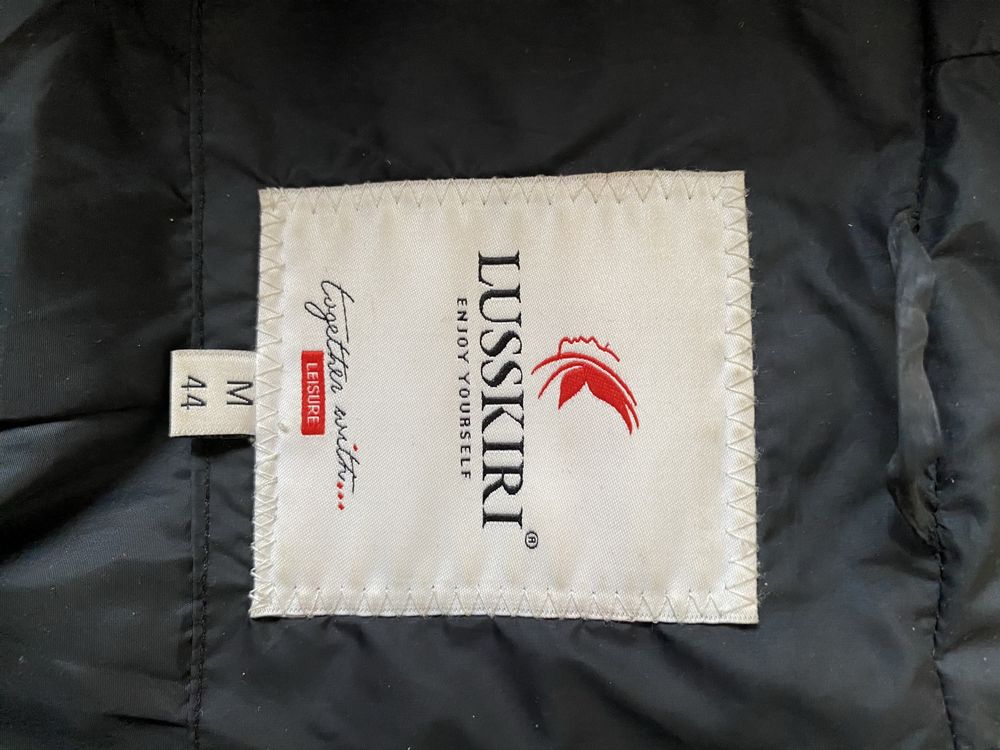 LUSSKIRI®
ENJOY YOURSELF
together with...
LEISURE
M
44